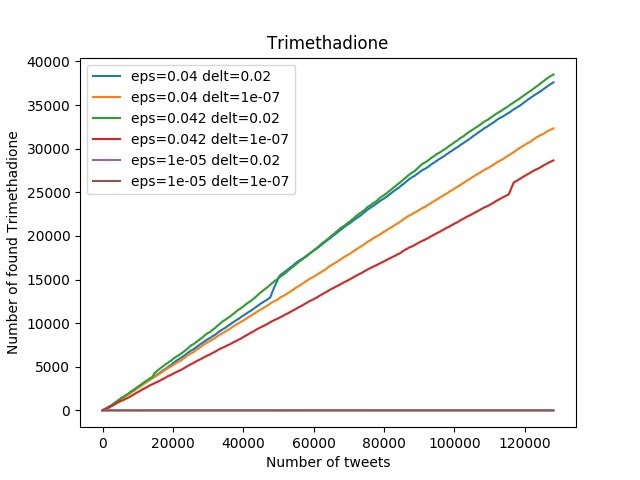 Trimethadione
40000
35000
30000
25000
20000
15000
10000
5000
0
Number of found Trimethadione
eps=0.04 delt=0.02
eps=0.04 delt=1e-07
eps=0.042 delt=0.02
eps=0.042 delt=1e-07
eps=1e-05 delt=0.02
eps=1e-05 delt=1e-07
0 20000 40000 60000 80000 100000 120000
Number of tweets